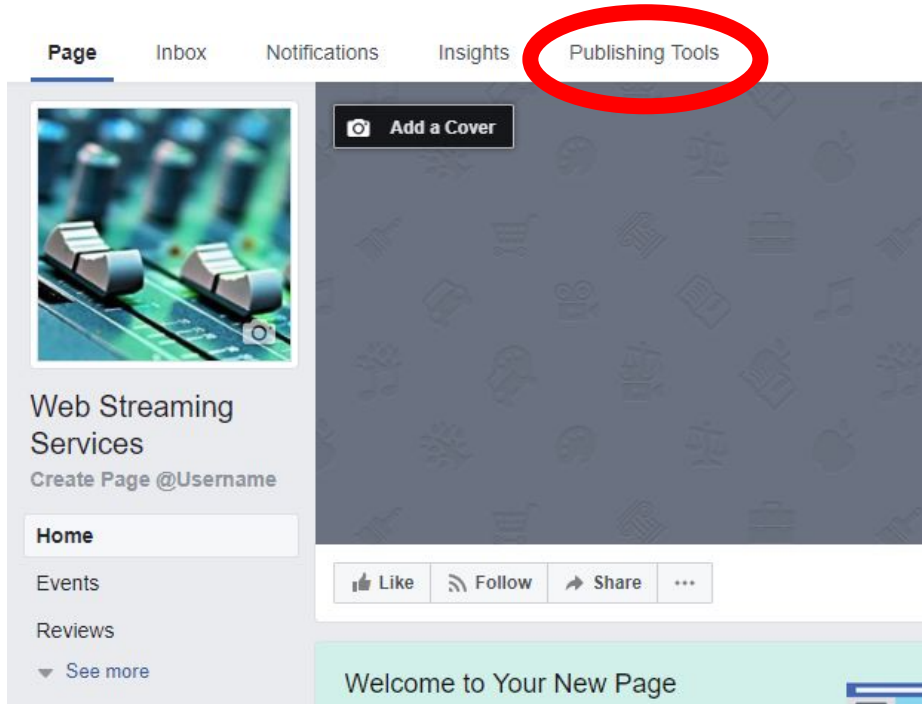 Page Inbox Notifications Insights Publishing Tools
Add a Cover
Web Streaming
Services
Create Page @Username
Home
Events
Reviews
See more
Like Follow Share ...
Welcome to Your New Page